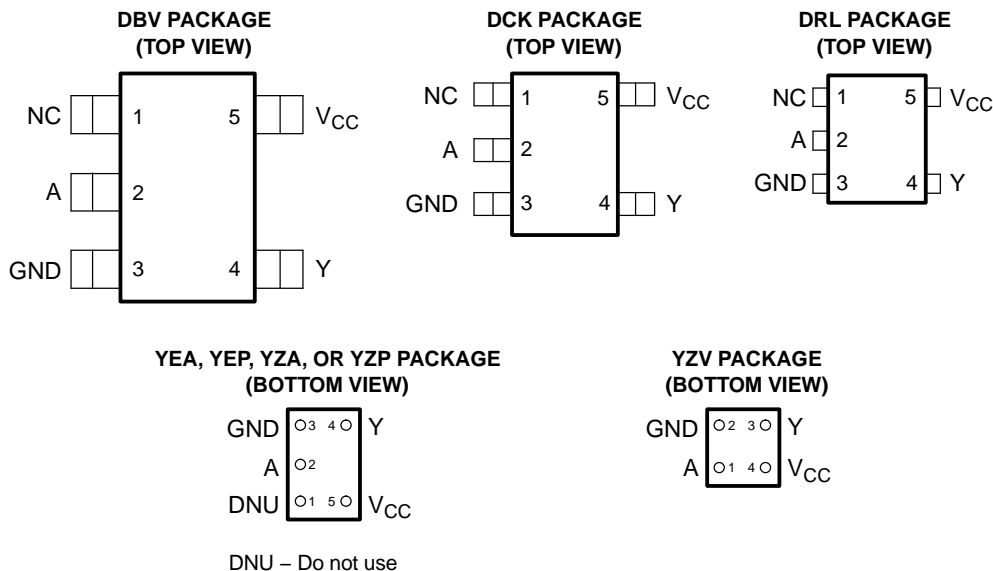 DBV PACKAGE
(TOP VIEW)
NC 1 5 VCC
A 2
GND 3 4 Y
DCK PACKAGE
(TOP VIEW)
NC 1 5 VCC
A 2
GND 3 4 Y
DRL PACKAGE
(TOP VIEW)
NC 1 5 VCC
A 2
GND 3 4 Y
YEA, YEP, YZA, OR YZP PACKAGE
(BOTTOM VIEW)
GND 3 4 Y
A 2
DNU 1 5 VCC
DNU – Do not use
YZV PACKAGE
(BOTTOM VIEW)
GND 2 3 Y
A 1 4 VCC